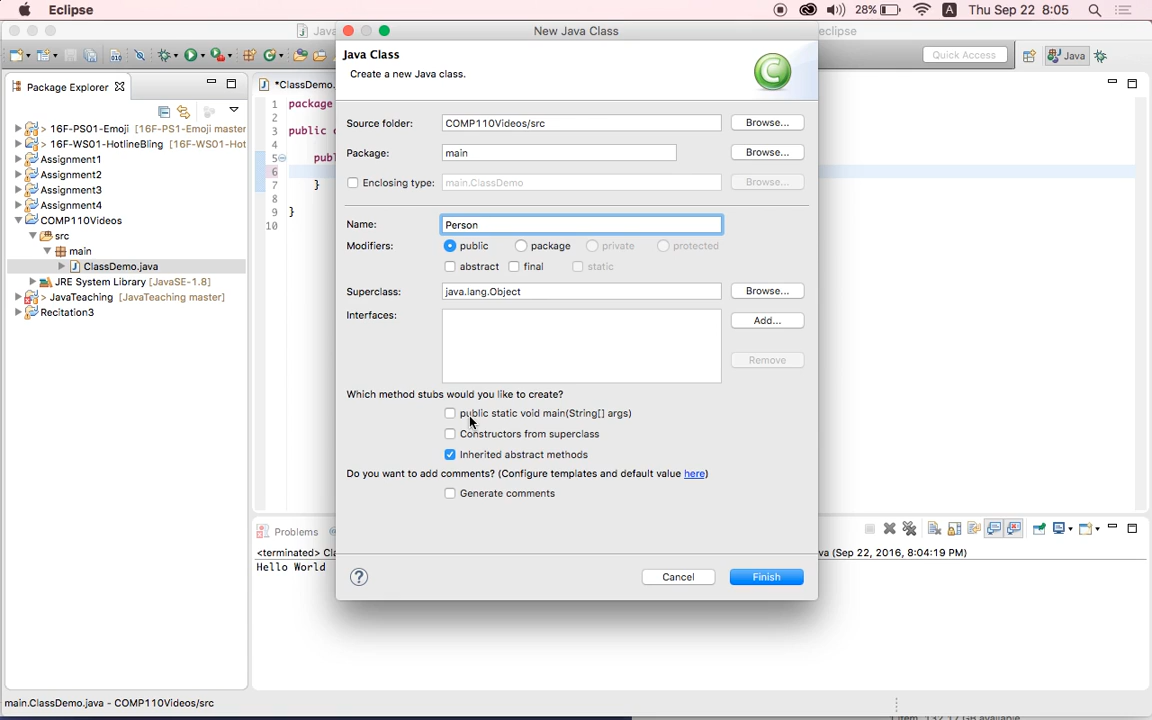 Eclipse
28%
A
Thu Sep 22 8:05
Java
New Java Class
eclipse
Quick Access
Java
Package Explorer
*ClassDemo.
Java Class
Create a new Java class.
C
> 16F-PS01-Emoji [16F-PS1-Emoji master
> 16F-WS01-HotlineBling [16F-WS01-Hot
Assignment1
Assignment2
Assignment3
Assignment4
COMP110Videos
src
main
ClassDemo.java
JRE System Library [JavaSE-1.8]
> JavaTeaching [JavaTeaching master]
Recitation3
1 package
2
3 public
4
5 publ
6
7 }
8
9 }
10
Source folder: COMP110Videos/src Browse...
Package: main Browse...
Enclosing type: main.ClassDemo Browse...
Name: Person
Modifiers: public package private protected
abstract final static
Superclass: java.lang.Object Browse...
Interfaces: Add...
Remove
Which method stubs would you like to create?
public static void main(String[] args)
Constructors from superclass
Inherited abstract methods
Do you want to add comments? (Configure templates and default value here)
Generate comments
? Cancel Finish
Problems
<terminated> Cl
va (Sep 22, 2016, 8:04:19 PM)
Hello World
main.ClassDemo.java - COMP110Videos/src